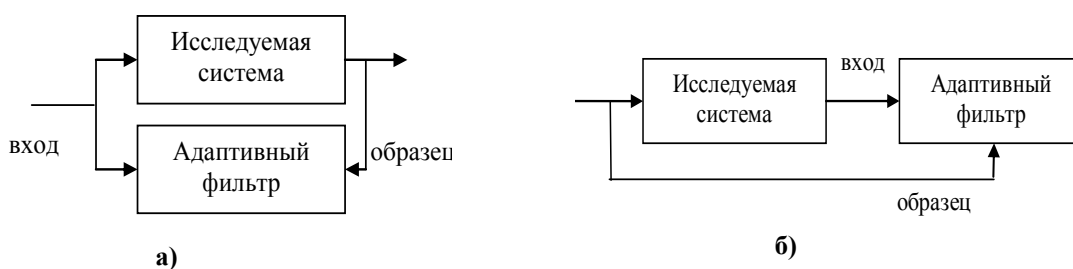 Исследуемая
система
вход
Адаптивный
фильтр
образец
а)
Исследуемая
система
вход
Адаптивный
фильтр
образец
б)